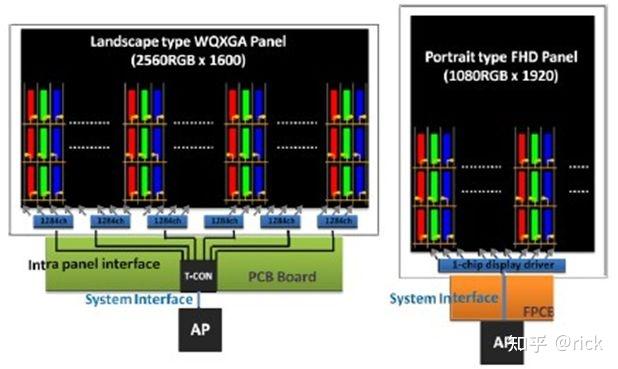 Landscape type WQXGA Panel
(2560RGB x 1600)
1284ch 1284ch 1284ch 1284ch 1284ch 1284ch
Intra panel interface
T-CON
PCB Board
System Interface
AP
Portrait type FHD Panel
(1080RGB x 1920)
1-chip display driver
System Interface
FPCB
AP
知乎 @rick